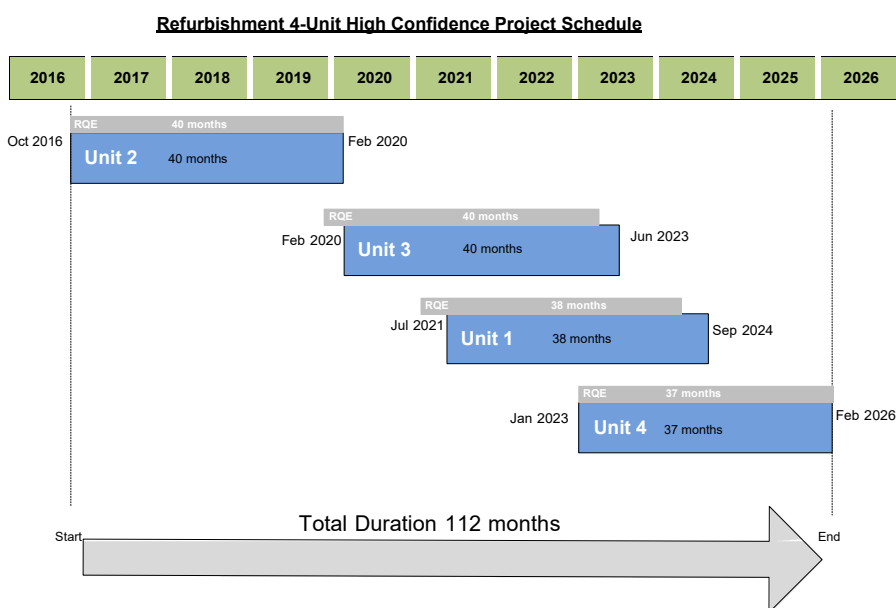 Refurbishment 4-Unit High Confidence Project Schedule
2016 2017 2018 2019 2020 2021 2022 2023 2024 2025 2026
RQE 40 months
Oct 2016 Unit 2 40 months Feb 2020
RQE 40 months
Feb 2020 Unit 3 40 months Jun 2023
RQE 38 months
Jul 2021 Unit 1 38 months Sep 2024
RQE 37 months
Jan 2023 Unit 4 37 months Feb 2026
Total Duration 112 months
Start End